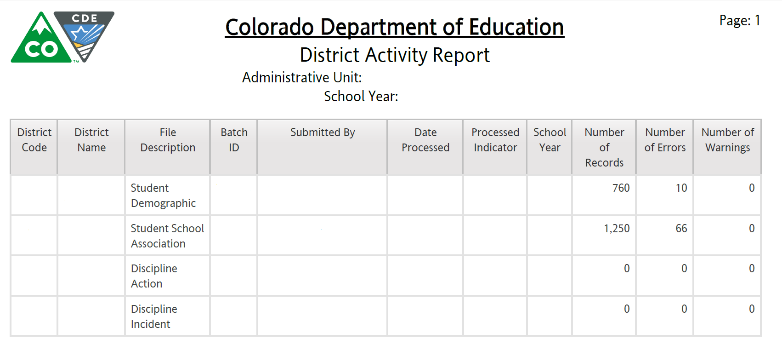 CDE
CO
TM
Colorado Department of Education
Page: 1
District Activity Report
Administrative Unit:
School Year:
District Code District Name File Description Batch ID Submitted By Date Processed Processed Indicator School Year Number of Records Number of Errors Number of Warnings
Student Demographic 760 10 0
Student School Association 1,250 66 0
Discipline Action 0 0 0
Discipline Incident 0 0 0